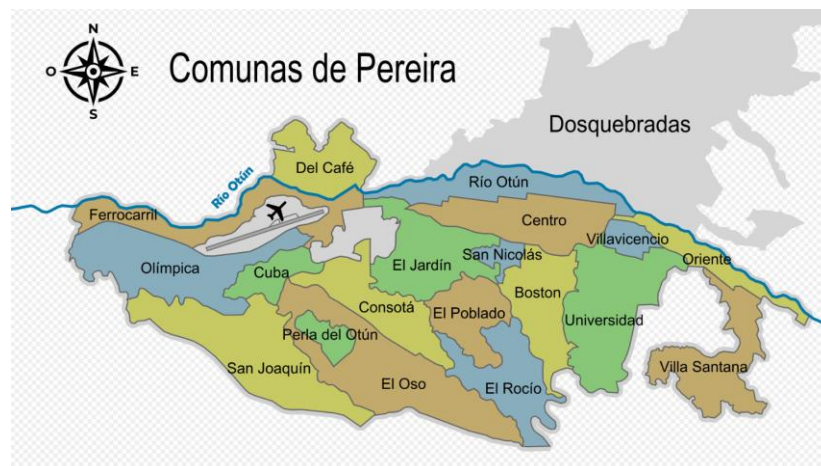 N
O
E
S
Comunas de Pereira
Dosquebradas
Del Café
Río Otún
Río Otún
Ferrocarril
Centro
Villavicencio
Olímpica
Cuba
El Jardín
San Nicolás
Oriente
Boston
Consotá
El Poblado
Universidad
Perla del Otún
San Joaquín
El Oso
El Rocío
Villa Santana